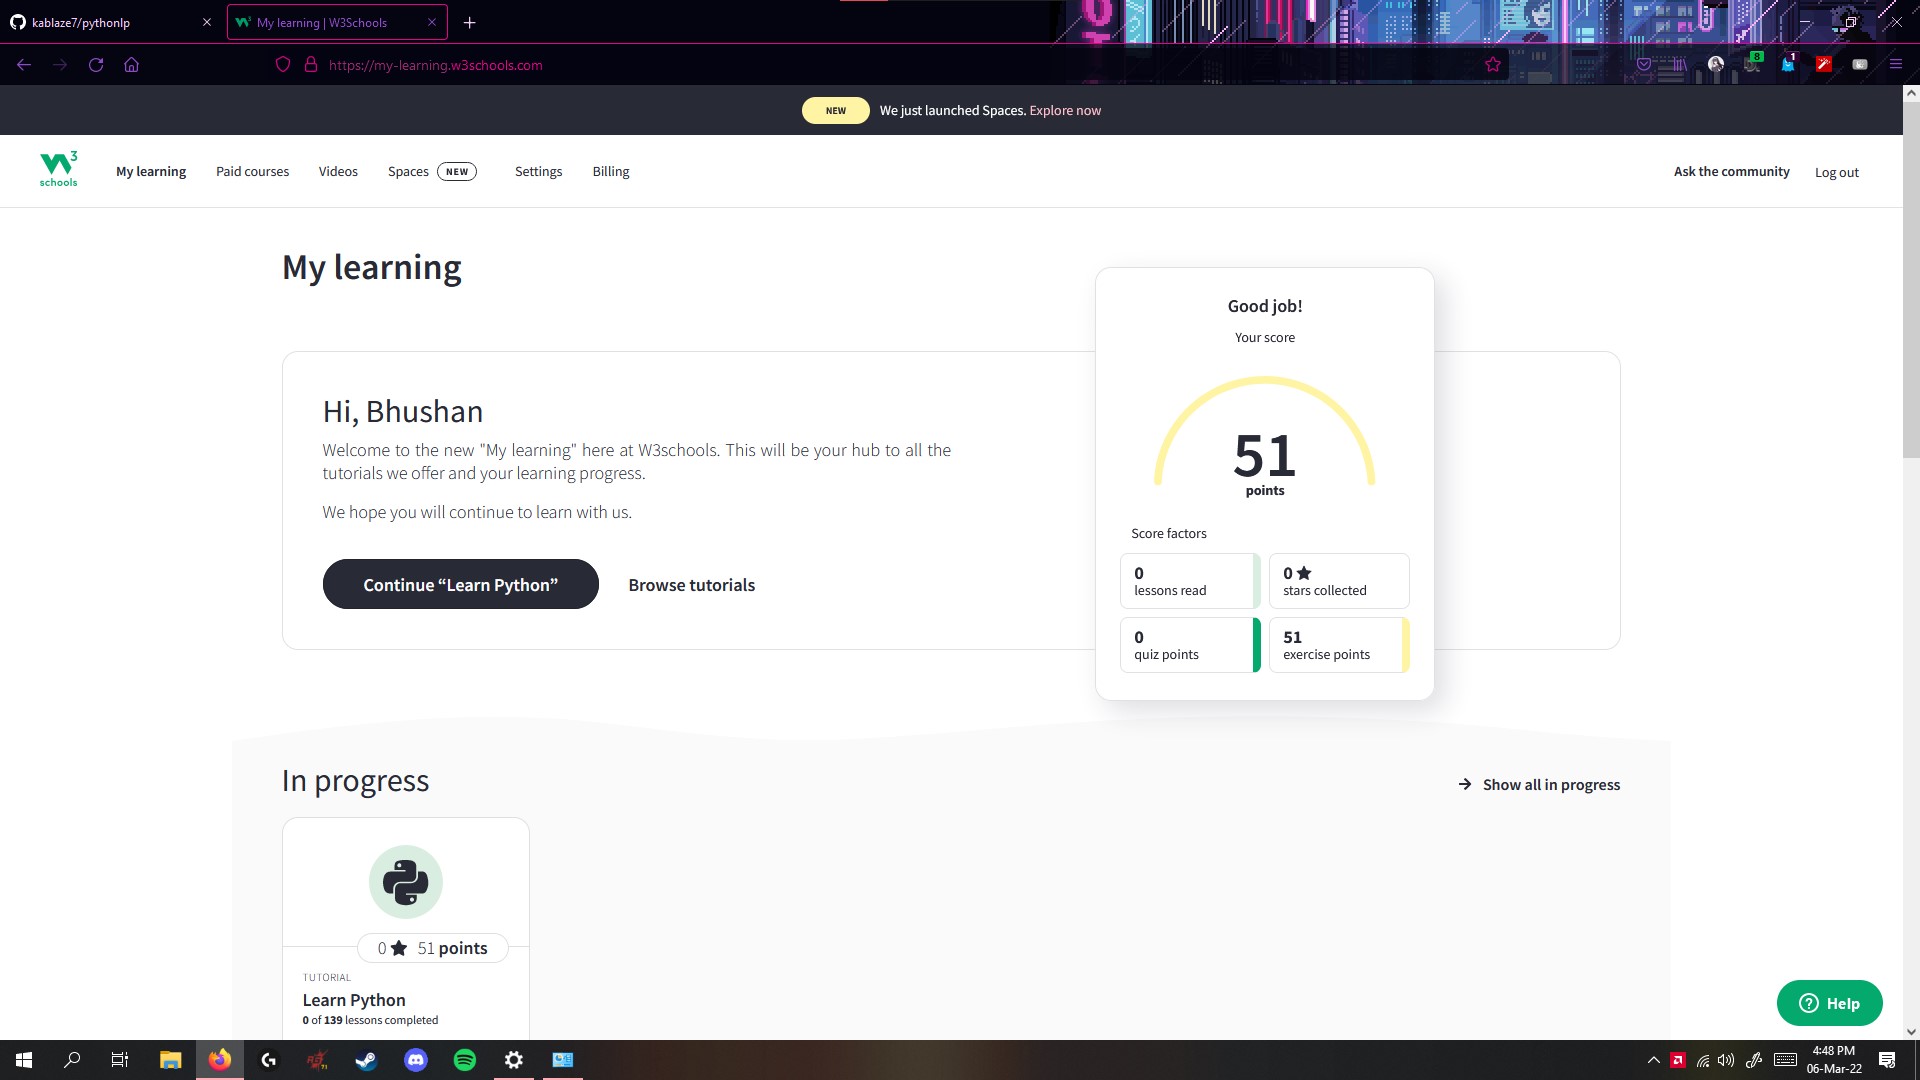 kablaze7/pythonlp
My learning | W3Schools
https://my-learning.w3schools.com
8
1
NEW We just launched Spaces. Explore now
3
schools
My learning Paid courses Videos Spaces NEW Settings Billing
Ask the community Log out
My learning
Hi, Bhushan
Welcome to the new "My learning" here at W3schools. This will be your hub to all the
tutorials we offer and your learning progress.
We hope you will continue to learn with us.
Continue “Learn Python” Browse tutorials
Good job!
Your score
51
points
Score factors
0
lessons read
0
stars collected
0
quiz points
51
exercise points
In progress
Show all in progress
0 51 points
TUTORIAL
Learn Python
0 of 139 lessons completed
Help
4:48 PM
06-Mar-22